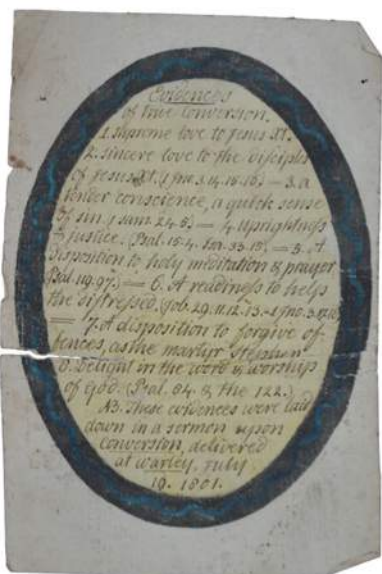 Evidences
of true Conversion.
1. Supreme love to Jesus Xt.
2. Sincere love to the disciples
of Jesus Xt. (1 Jno. 3.14.16.18) = 3. a
tender conscience, a quick sense
of sin. 1 Sam. 24.5) = 4. Uprightness
& justice. (Psal. 15.4. Isa. 33.15) = 5. A
disposition to holy meditation & prayer
Psal. 119.97) = 6. A readiness to help
the distressed. (Job. 29.11.12.13. 1 Jno. 3.17.18)
= 7. A disposition to forgive of-
fences, as the martyr Stephen
8. Delight in the word & worship
of God. (Psal. 84. & the 122.)
NB. These evidences were laid
down in a sermon upon
Conversion, delivered
at Warley, July
19. 1801.